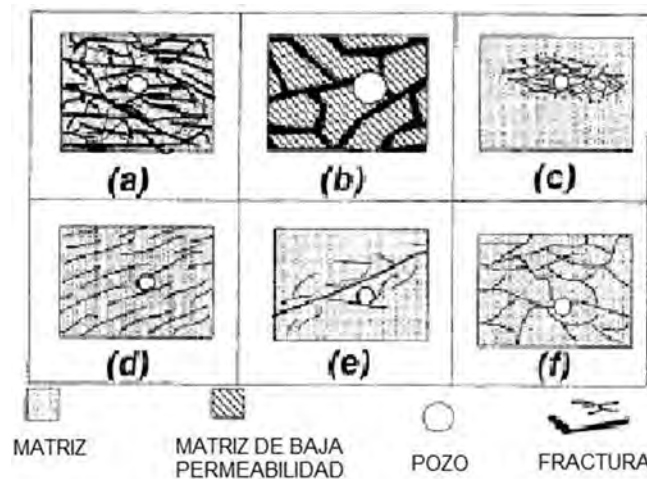 (a)
(b)
(c)
(d)
(e)
(f)
MATRIZ
MATRIZ DE BAJA
PERMEABILIDAD
POZO
FRACTURA